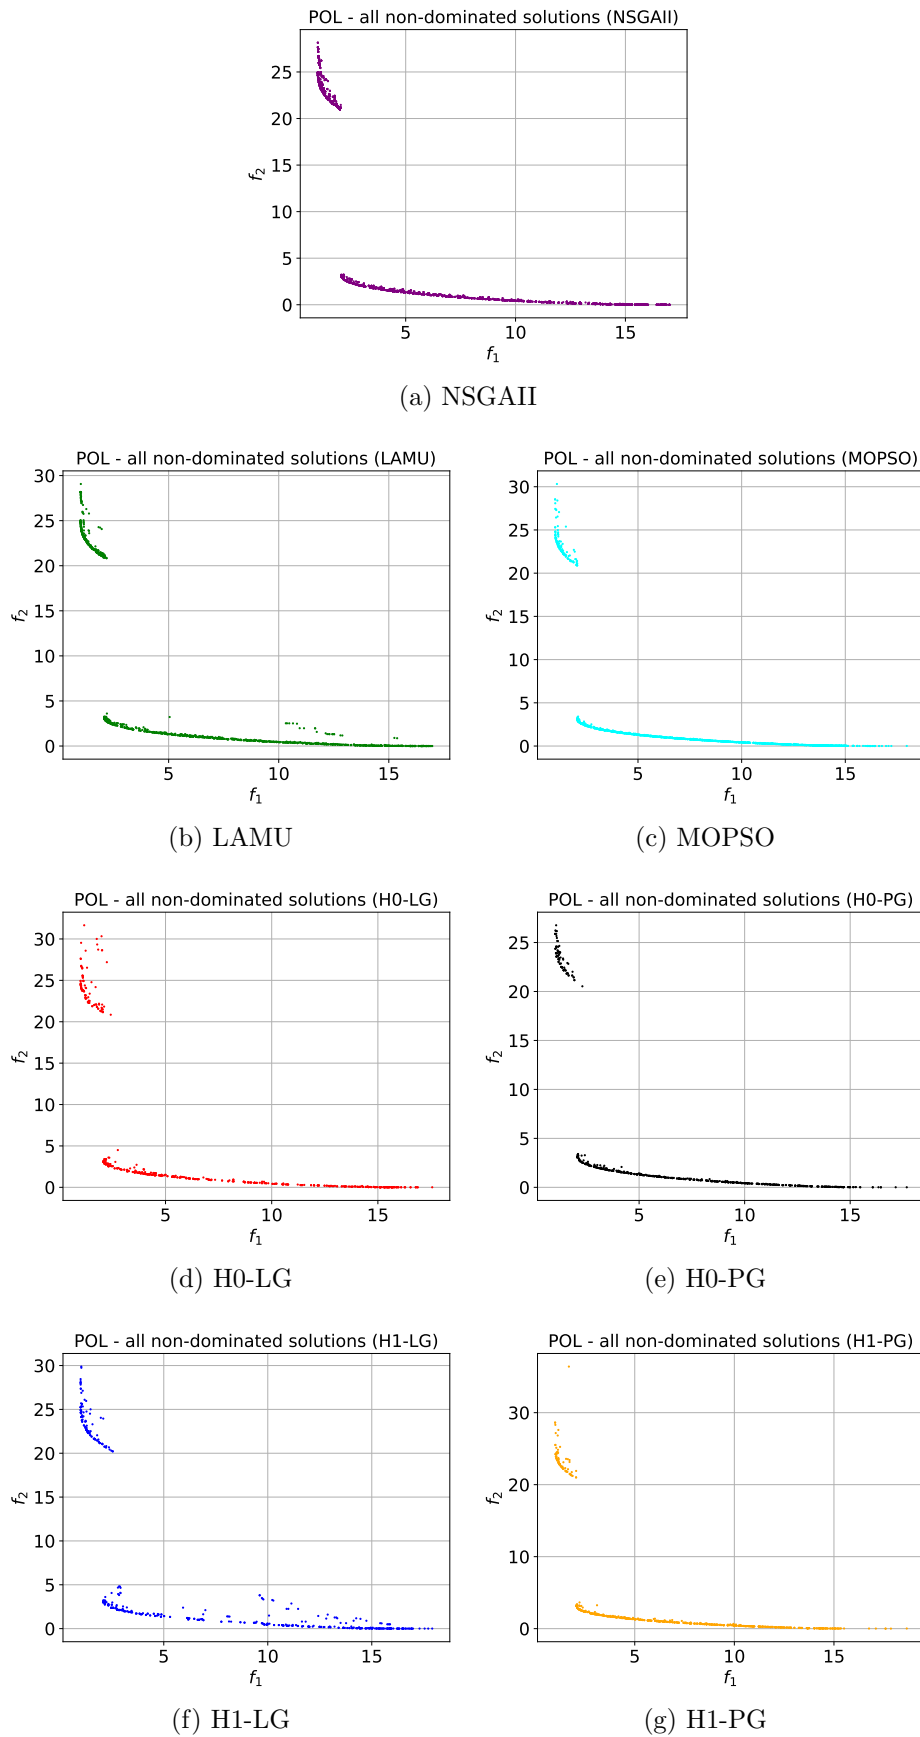 POL - all non-dominated solutions (NSGAII)
25
20
15
10
5
0
f2
5 10 15
f1
(a) NSGAII
POL - all non-dominated solutions (LAMU)
30
25
20
15
10
5
0
f2
5 10 15
f1
(b) LAMU
POL - all non-dominated solutions (MOPSO)
30
25
20
15
10
5
0
f2
5 10 15
f1
(c) MOPSO
POL - all non-dominated solutions (H0-LG)
30
25
20
15
10
5
0
f2
5 10 15
f1
(d) H0-LG
POL - all non-dominated solutions (H0-PG)
25
20
15
10
5
0
f2
5 10 15
f1
(e) H0-PG
POL - all non-dominated solutions (H1-LG)
30
25
20
15
10
5
0
f2
5 10 15
f1
(f) H1-LG
POL - all non-dominated solutions (H1-PG)
30
20
10
0
f2
5 10 15
f1
(g) H1-PG